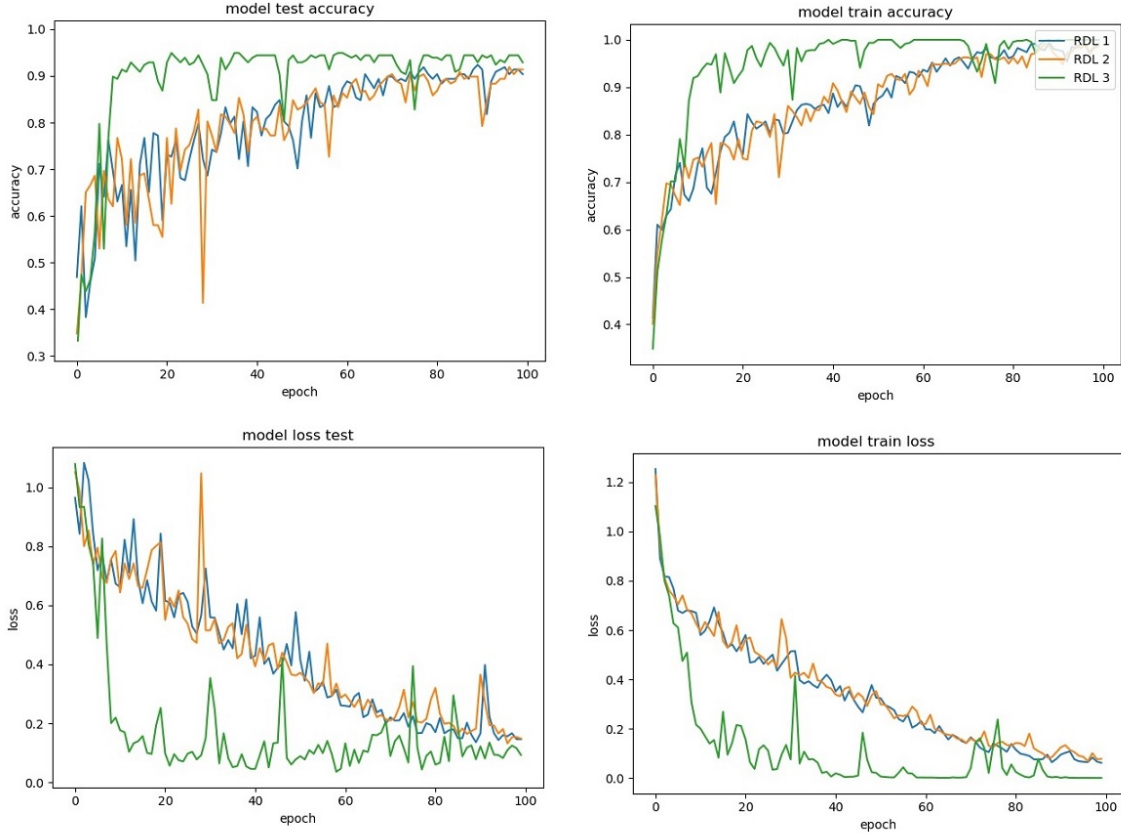 model test accuracy
1.0
0.9
0.8
0.7
0.6
0.5
0.4
0.3
accuracy
0 20 40 60 80 100
epoch
model train accuracy
1.0
0.9
0.8
0.7
0.6
0.5
0.4
accuracy
0 20 40 60 80 100
epoch
RDL 1
RDL 2
RDL 3
model loss test
1.0
0.8
0.6
0.4
0.2
0.0
loss
0 20 40 60 80 100
epoch
model train loss
1.2
1.0
0.8
0.6
0.4
0.2
0.0
loss
0 20 40 60 80 100
epoch